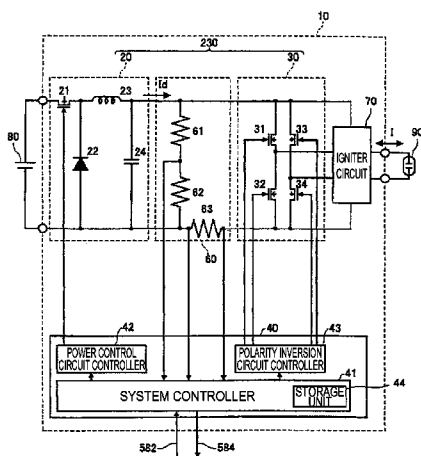 10
230
20
Id
30
21
23
70
22
24
61
31
33
I
90
80
IGNITER
CIRCUIT
62
32
34
63
60
42
40
43
POWER CONTROL
CIRCUIT CONTROLLER
POLARITY INVERSION
CIRCUIT CONTROLLER
41
44
SYSTEM CONTROLLER
STORAGE
UNIT
582
584